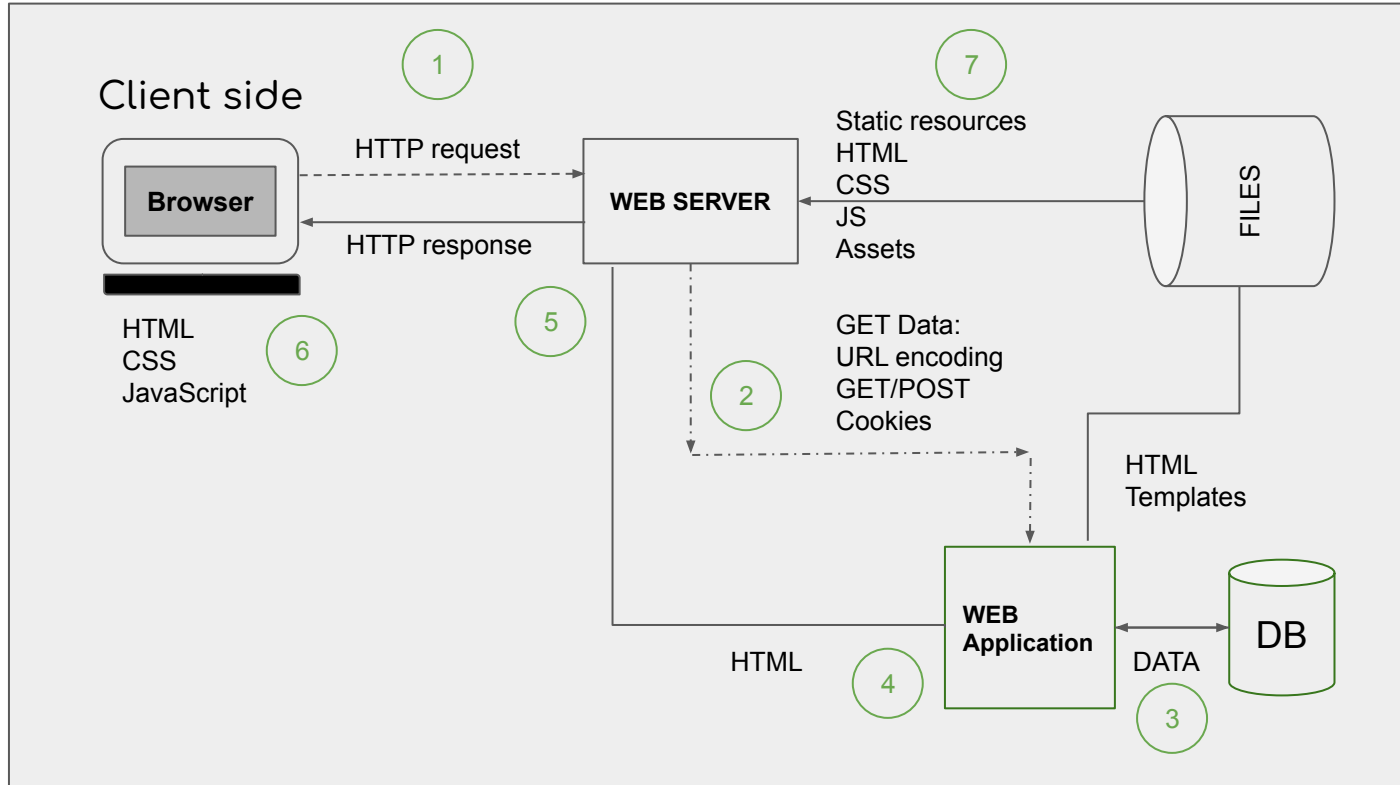 1
7
Client side
HTTP request
Browser
HTTP response
WEB SERVER
Static resources
HTML
CSS
JS
Assets
FILES
HTML
CSS
JavaScript
6
5
2
GET Data:
URL encoding
GET/POST
Cookies
HTML
Templates
WEB
Application
DB
HTML
4
DATA
3